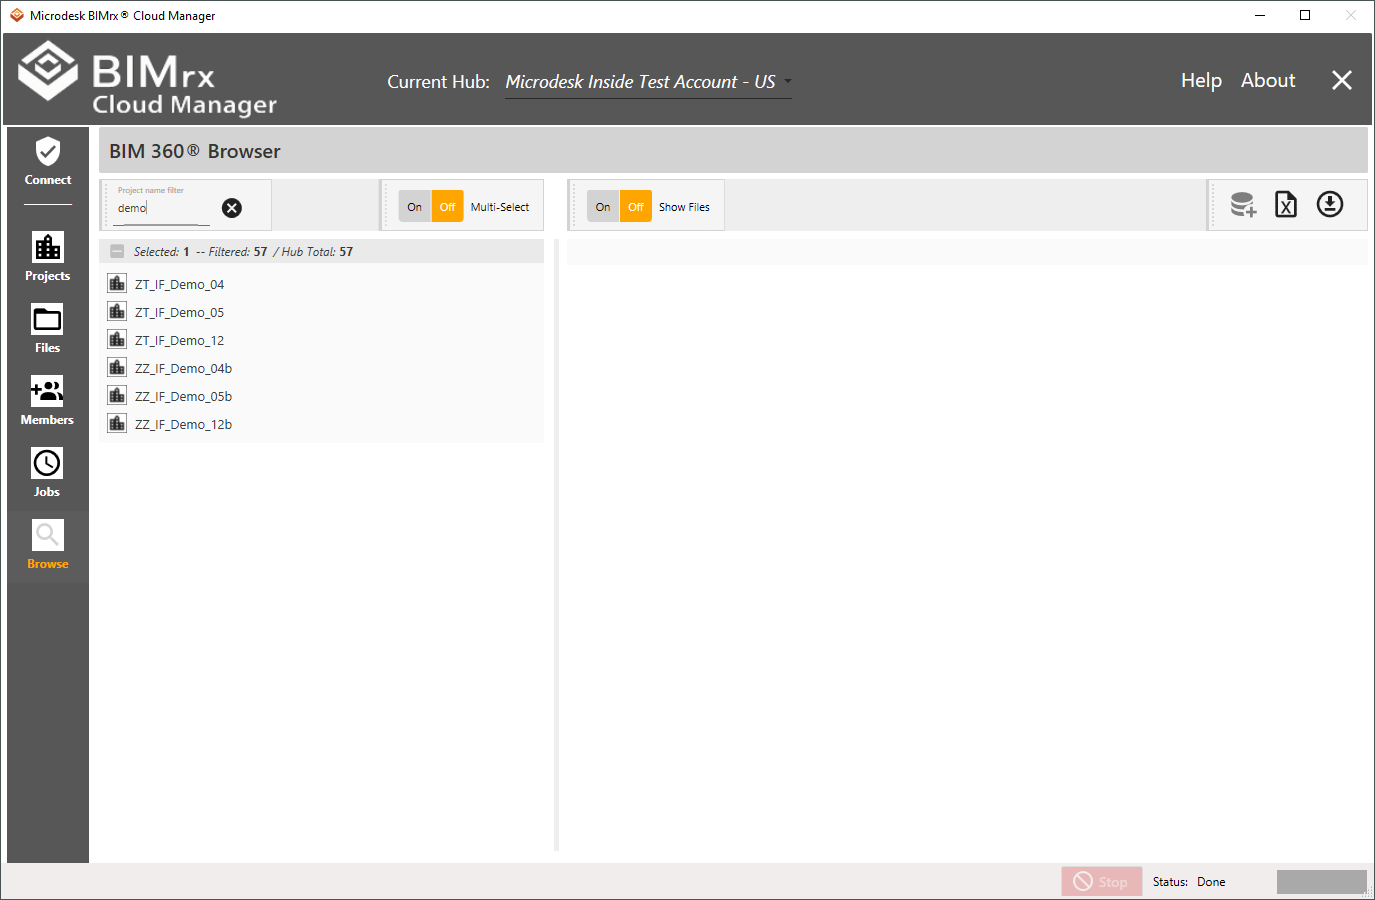 Microdesk BIMrx® Cloud Manager
BIMrx
Cloud Manager
Current Hub: Microdesk Inside Test Account - US
Help About
Connect
Projects
Files
Members
Jobs
Browse
BIM 360® Browser
Project name filter
demo
On Off Multi-Select
On Off Show Files
Selected: 1 -- Filtered: 57 / Hub Total: 57
ZT_IF_Demo_04
ZT_IF_Demo_05
ZT_IF_Demo_12
ZZ_IF_Demo_04b
ZZ_IF_Demo_05b
ZZ_IF_Demo_12b
Stop Status: Done